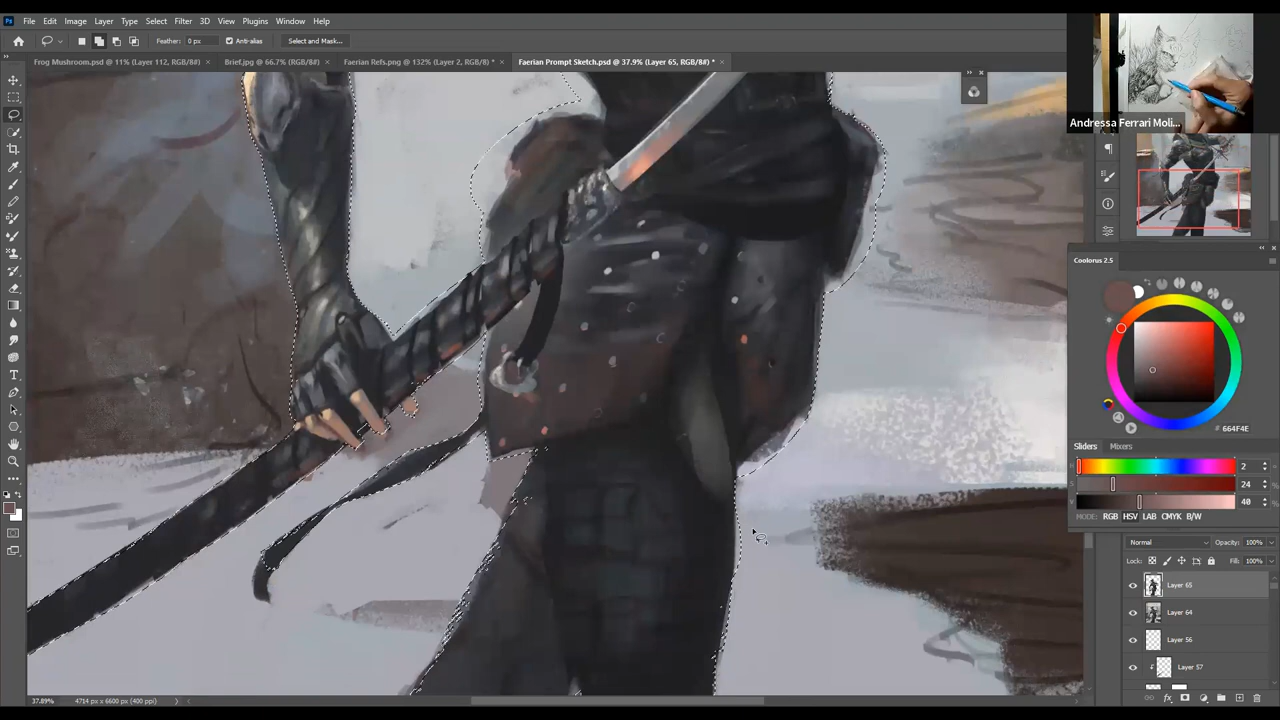 Ps File Edit Image Layer Type Select Filter 3D View Plugins Window Help
Feather: 0 px Anti-alias Select and Mask...
Frog Mushroom.psd @ 11% (Layer 112, RGB/8#) × Brief.jpg @ 66.7% (RGB/8#) × Faerian Refs.png @ 132% (Layer 2, RGB/8#) * × Faerian Prompt Sketch.psd @ 37.9% (Layer 65, RGB/8#) * ×
Andressa Ferrari Moli...
Coolorus 2.5
# 664F4E
Sliders Mixers
2
S 24
V 40
MODE: RGB HSV LAB CMYK B/W
Normal Opacity: 100%
Lock: Fill: 100%
Layer 65
Layer 64
Layer 56
Layer 57
37.89% 4714 px x 6600 px (400 ppi)